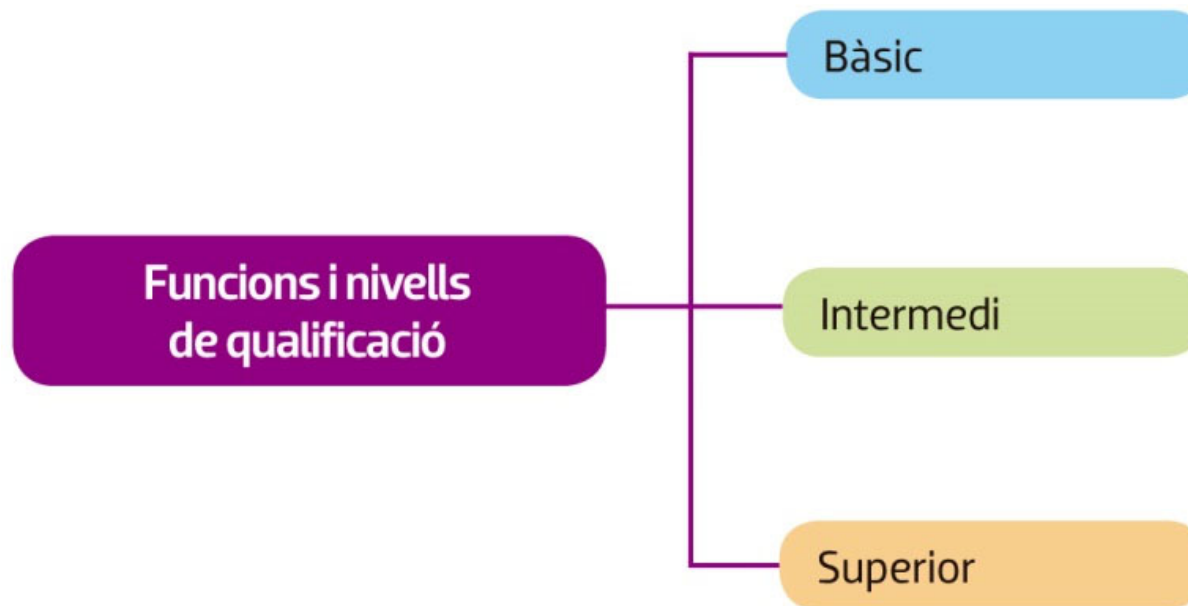 Funcions i nivells
de qualificació
Bàsic
Intermedi
Superior